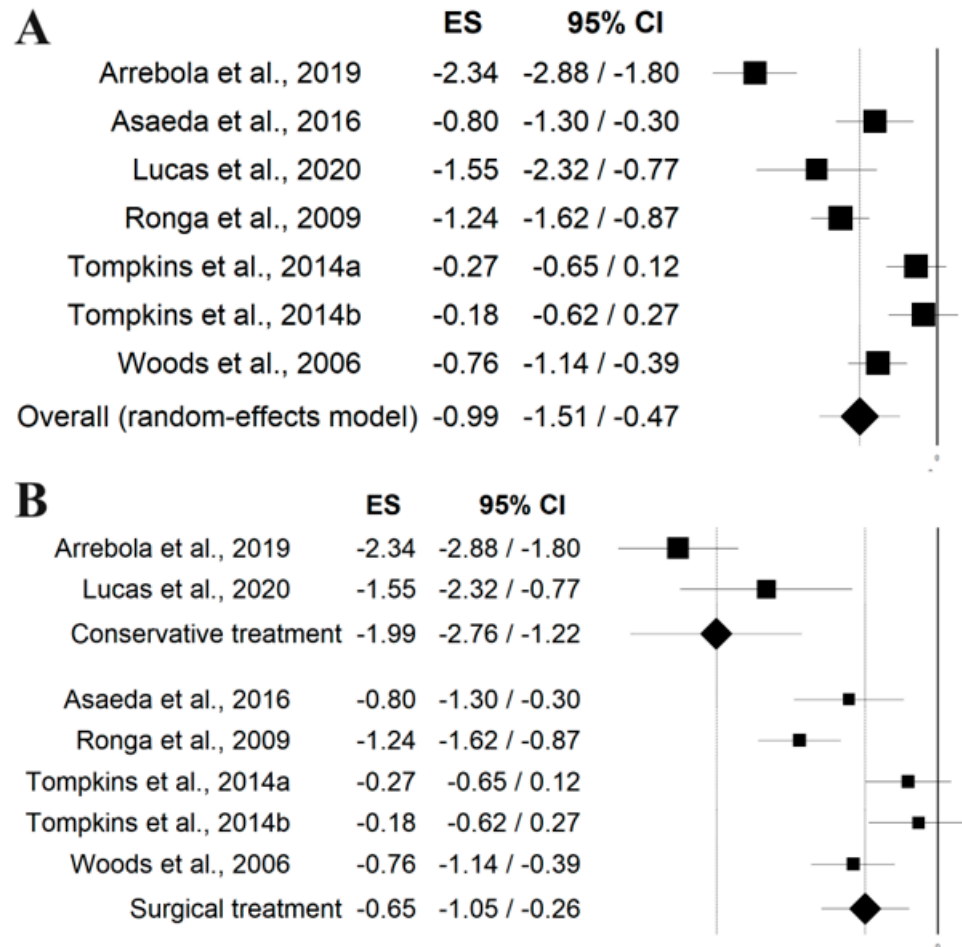 A
ES 95% CI
Arrebola et al., 2019 -2.34 -2.88 / -1.80
Asaeda et al., 2016 -0.80 -1.30 / -0.30
Lucas et al., 2020 -1.55 -2.32 / -0.77
Ronga et al., 2009 -1.24 -1.62 / -0.87
Tompkins et al., 2014a -0.27 -0.65 / 0.12
Tompkins et al., 2014b -0.18 -0.62 / 0.27
Woods et al., 2006 -0.76 -1.14 / -0.39
Overall (random-effects model) -0.99 -1.51 / -0.47
0
B
ES 95% CI
Arrebola et al., 2019 -2.34 -2.88 / -1.80
Lucas et al., 2020 -1.55 -2.32 / -0.77
Conservative treatment -1.99 -2.76 / -1.22
Asaeda et al., 2016 -0.80 -1.30 / -0.30
Ronga et al., 2009 -1.24 -1.62 / -0.87
Tompkins et al., 2014a -0.27 -0.65 / 0.12
Tompkins et al., 2014b -0.18 -0.62 / 0.27
Woods et al., 2006 -0.76 -1.14 / -0.39
Surgical treatment -0.65 -1.05 / -0.26
0